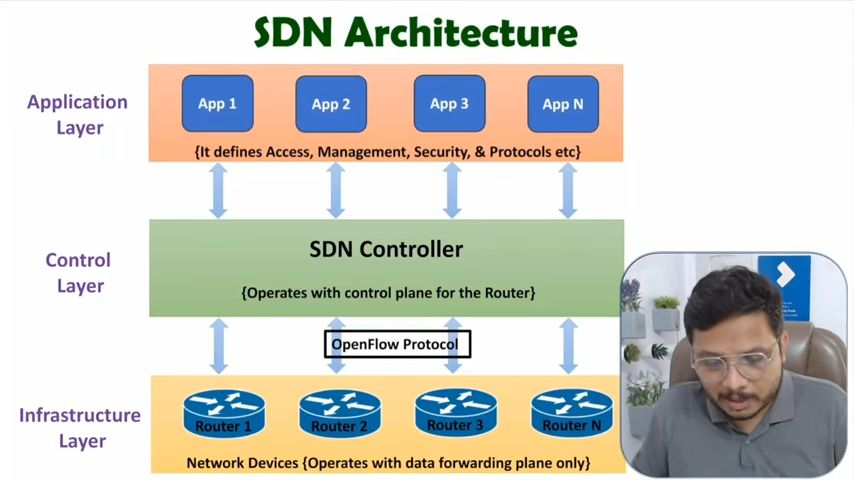 SDN Architecture
Application
Layer
App 1
App 2
App 3
App N
{It defines Access, Management, Security, & Protocols etc}
Control
Layer
SDN Controller
{Operates with control plane for the Router}
OpenFlow Protocol
Infrastructure
Layer
Router 1
Router 2
Router 3
Router N
Network Devices {Operates with data forwarding plane only}